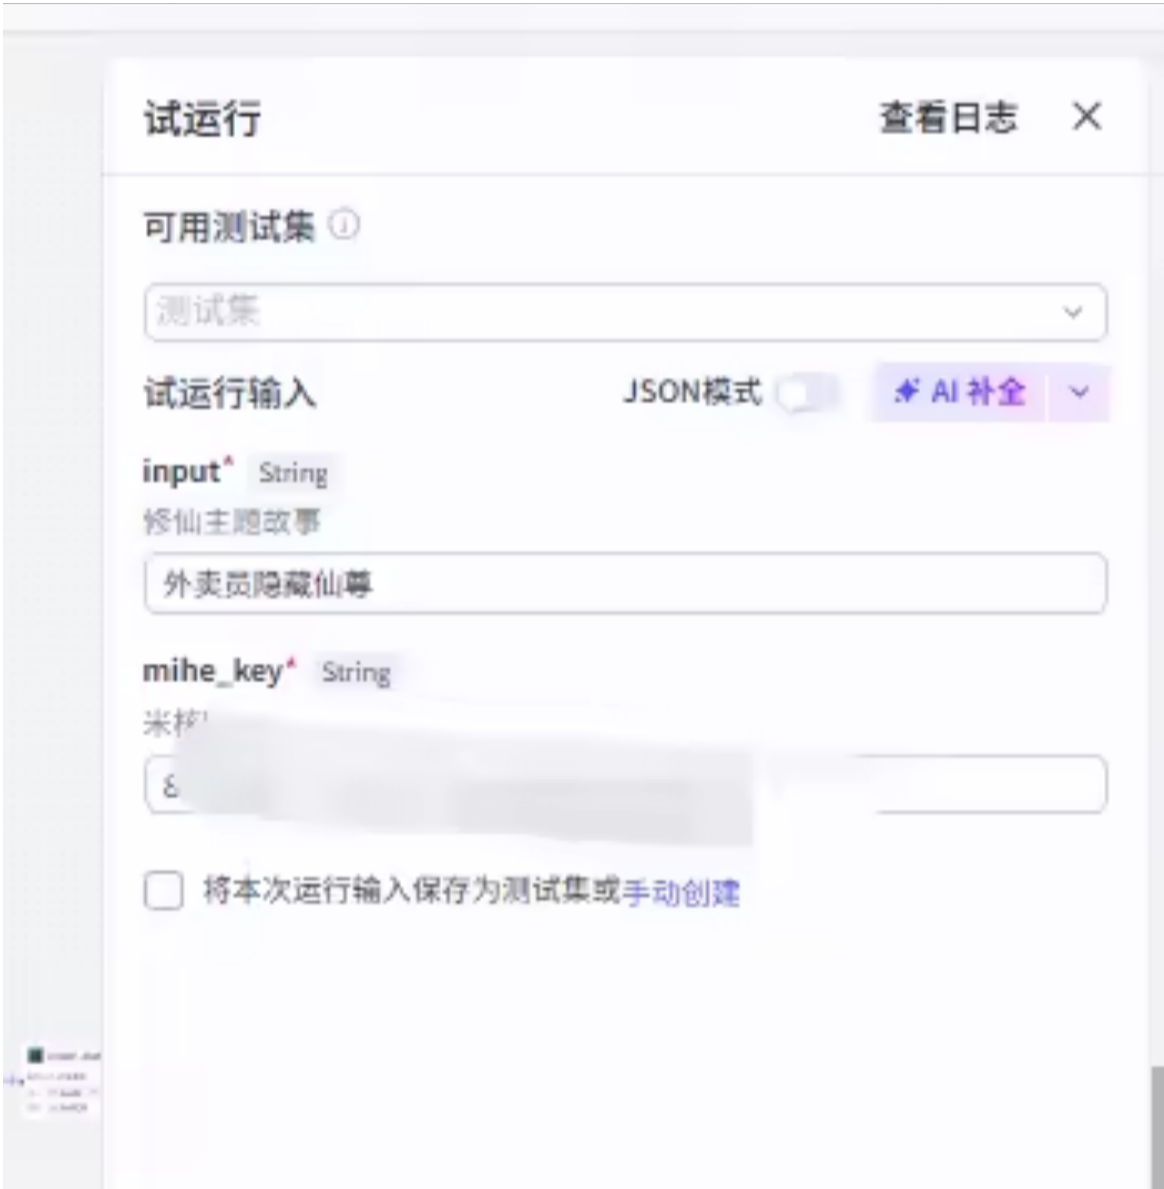 试运行 查看日志
可用测试集
测试集
试运行输入 JSON模式 AI 补全
input* String
修仙主题故事
外卖员隐藏仙尊
mihe_key* String
米核
将本次运行输入保存为测试集或手动创建